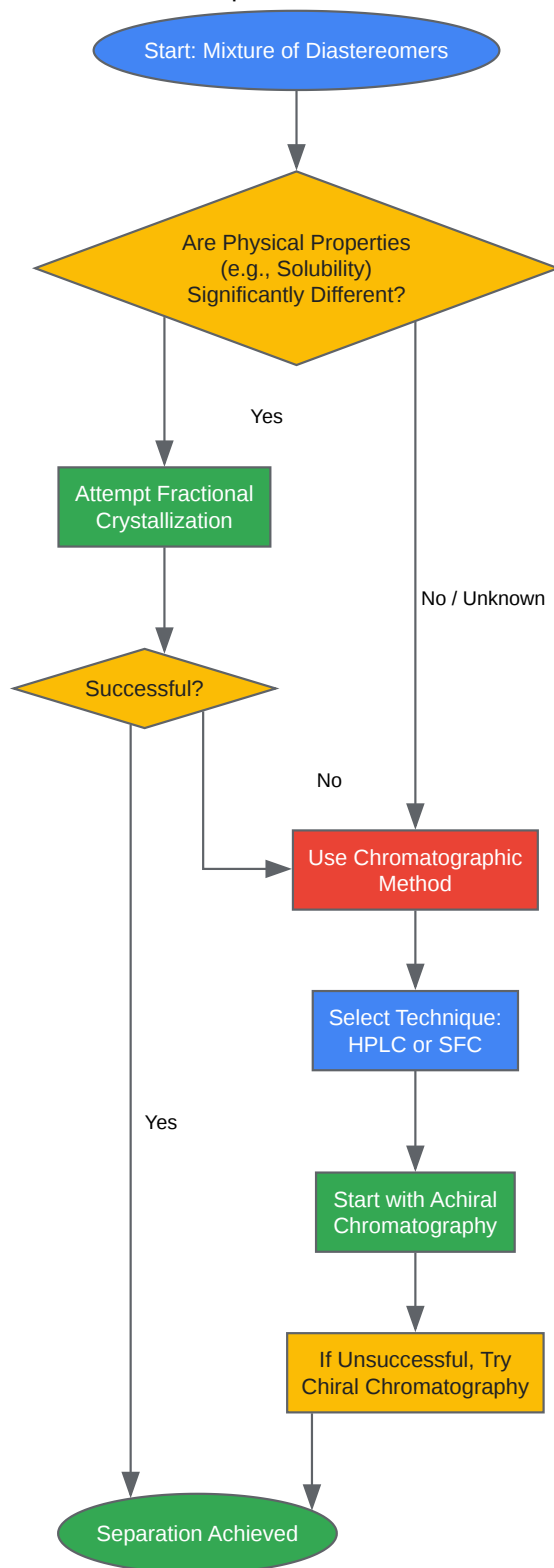 Start: Mixture of Diastereomers
Are Physical Properties
(e.g., Solubility)
Significantly Different?
Yes
Attempt Fractional
Crystallization
No / Unknown
Successful?
No
Use Chromatographic
Method
Select Technique:
HPLC or SFC
Yes
Start with Achiral
Chromatography
If Unsuccessful, Try
Chiral Chromatography
Separation Achieved